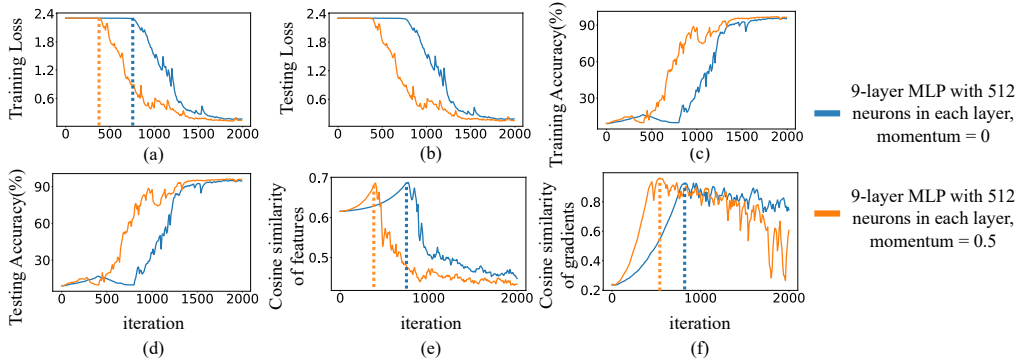 Training Loss
2.4
1.8
1.2
0.6
0 500 1000 1500 2000
(a)
Testing Loss
2.4
1.8
1.2
0.6
0 500 1000 1500 2000
(b)
Training Accuracy(%)
90
60
30
0 500 1000 1500 2000
(c)
9-layer MLP with 512
neurons in each layer,
momentum = 0
Testing Accuracy(%)
90
60
30
0 500 1000 1500 2000
iteration
(d)
Cosine similarity
of features
0.7
0.6
0.5
0 1000 2000
iteration
(e)
Cosine similarity
of gradients
0.8
0.6
0.4
0.2
0 1000 2000
iteration
(f)
9-layer MLP with 512
neurons in each layer,
momentum = 0.5